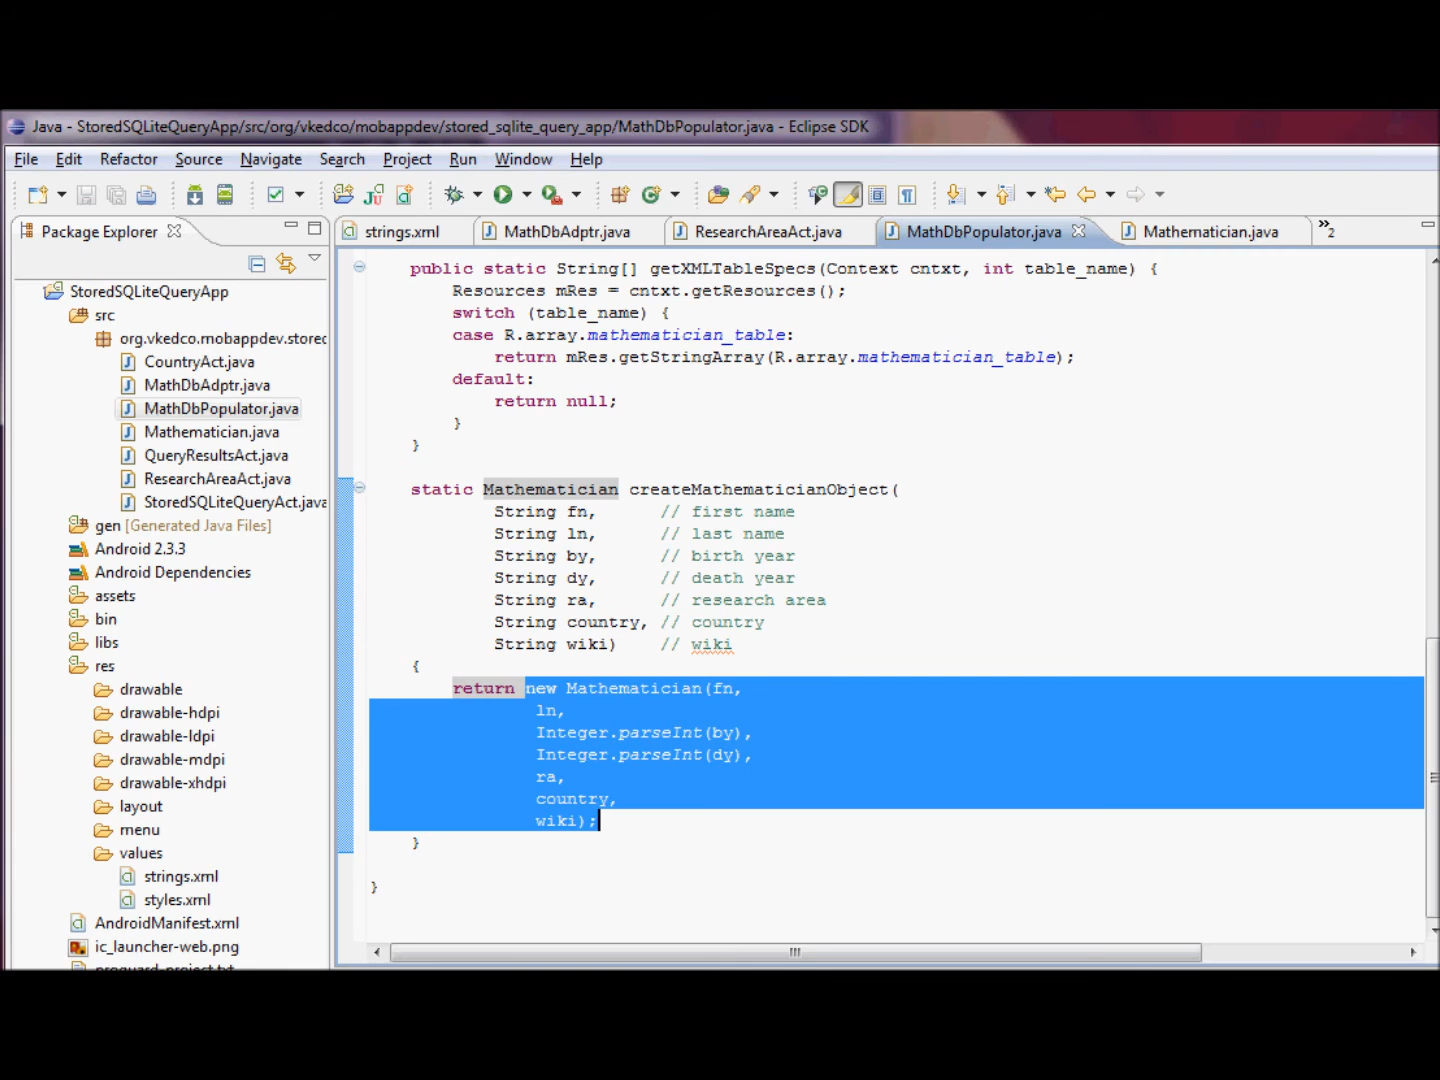 Java - StoredSQLiteQueryApp/src/org/vkedco/mobappdev/stored_sqlite_query_app/MathDbPopulator.java - Eclipse SDK
File Edit Refactor Source Navigate Search Project Run Window Help
Package Explorer
strings.xml MathDbAdptr.java ResearchAreaAct.java MathDbPopulator.java Mathematician.java »2
StoredSQLiteQueryApp
src
org.vkedco.mobappdev.stored
CountryAct.java
MathDbAdptr.java
MathDbPopulator.java
Mathematician.java
QueryResultsAct.java
ResearchAreaAct.java
StoredSQLiteQueryAct.java
gen [Generated Java Files]
Android 2.3.3
Android Dependencies
assets
bin
libs
res
drawable
drawable-hdpi
drawable-ldpi
drawable-mdpi
drawable-xhdpi
layout
menu
values
strings.xml
styles.xml
AndroidManifest.xml
ic_launcher-web.png
proguard-project.txt
public static String[] getXMLTableSpecs(Context cntxt, int table_name) {
Resources mRes = cntxt.getResources();
switch (table_name) {
case R.array.mathematician_table:
return mRes.getStringArray(R.array.mathematician_table);
default:
return null;
}
}
static Mathematician createMathematicianObject(
String fn, // first name
String ln, // last name
String by, // birth year
String dy, // death year
String ra, // research area
String country, // country
String wiki) // wiki
{
return new Mathematician(fn,
ln,
Integer.parseInt(by),
Integer.parseInt(dy),
ra,
country,
wiki);
}
}